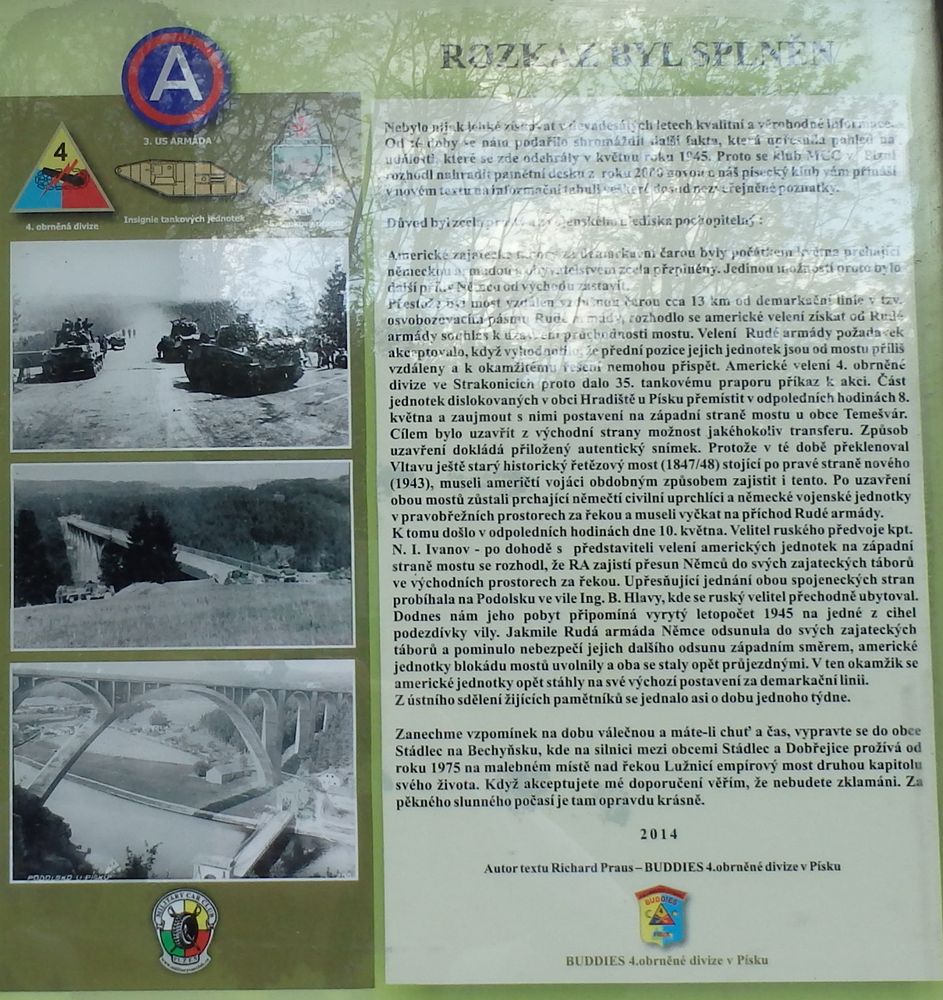 ROZKAZ BYL SPLNĚN
A
3. US ARMÁDA
4
4. obrněná divize
Insignie tankových jednotek
Nebylo nijak lehké získávat v devadesátých letech kvalitní a věrohodné informace.
Od té doby se nám podařilo shromáždit další fakta, která upřesnila pohled na
události, které se zde odehrály v květnu roku 1945. Proto se klub MCC v Plzni
rozhodl nahradit pamětní desku z roku 2000 novou a náš písecký klub vám přináší
v novém textu na informační tabuli veškeré dosud nezveřejněné poznatky.
Důvod byl zcela a z vojenského hlediska pochopitelný :
Americké zajatecké tábory za demarkační čarou byly počátkem května prchající
německou armádou s obyvatelstvem zcela přeplněny. Jedinou možností proto bylo
další příliv Němců od východu zastavit.
Přestože byl most vzdálen vzdušnou čarou cca 13 km od demarkační linie v tzv.
osvobozovacím pásmu Rudé armády, rozhodlo se americké velení získat od Rudé
armády souhlas k uzavření průchodnosti mostu. Velení Rudé armády požadavek
akceptovalo, když vyhodnotilo, že přední pozice jejich jednotek jsou od mostu příliš
vzdáleny a k okamžitému řešení nemohou přispět. Americké velení 4. obrněné
divize ve Strakonicích proto dalo 35. tankovému praporu příkaz k akci. Část
jednotek dislokovaných v obci Hradiště u Písku přemístit v odpoledních hodinách 8.
května a zaujmout s nimi postavení na západní straně mostu u obce Temešvár.
Cílem bylo uzavřít z východní strany možnost jakéhokoliv transferu. Způsob
uzavření dokládá přiložený autentický snímek. Protože v té době překlenoval
Vltavu ještě starý historický řetězový most (1847/48) stojící po pravé straně nového
(1943), museli američtí vojáci obdobným způsobem zajistit i tento. Po uzavření
obou mostů zůstali prchající němečtí civilní uprchlíci a německé vojenské jednotky
v pravobřežních prostorech za řekou a museli vyčkat na příchod Rudé armády.
K tomu došlo v odpoledních hodinách dne 10. května. Velitel ruského předvoje kpt.
N. I. Ivanov - po dohodě s představiteli velení amerických jednotek na západní
straně mostu se rozhodl, že RA zajistí přesun Němců do svých zajateckých táborů
ve východních prostorech za řekou. Upřesňující jednání obou spojeneckých stran
probíhala na Podolsku ve vile Ing. B. Hlavy, kde se ruský velitel přechodně ubytoval.
Dodnes nám jeho pobyt připomíná vyrytý letopočet 1945 na jedné z cihel
podezdívky vily. Jakmile Rudá armáda Němce odsunula do svých zajateckých
táborů a pominulo nebezpečí jejich dalšího odsunu západním směrem, americké
jednotky blokádu mostů uvolnily a oba se staly opět průjezdnými. V ten okamžik se
americké jednotky opět stáhly na své výchozí postavení za demarkační linii.
Z ústního sdělení žijících pamětníků se jednalo asi o dobu jednoho týdne.
Zanechme vzpomínek na dobu válečnou a máte-li chuť a čas, vypravte se do obce
Stádlec na Bechyňsku, kde na silnici mezi obcemi Stádlec a Dobřejice prožívá od
roku 1975 na malebném místě nad řekou Lužnicí empírový most druhou kapitolu
svého života. Když akceptujete mé doporučení věřím, že nebudete zklamáni. Za
pěkného slunného počasí je tam opravdu krásně.
2014
Autor textu Richard Praus – BUDDIES 4.obrněné divize v Písku
BUDDIES
BUDDIES 4.obrněné divize v Písku
PODOLSKO U PÍSKU
MILITARY CAR CLUB
PLZEŇ